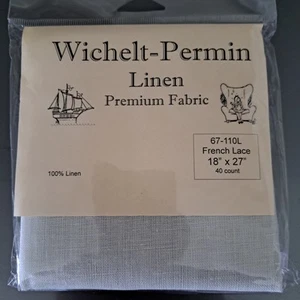 Wichelt-Permin
Linen
Premium Fabric
67-110L
French Lace
18" x 27"
40 count
100% Linen